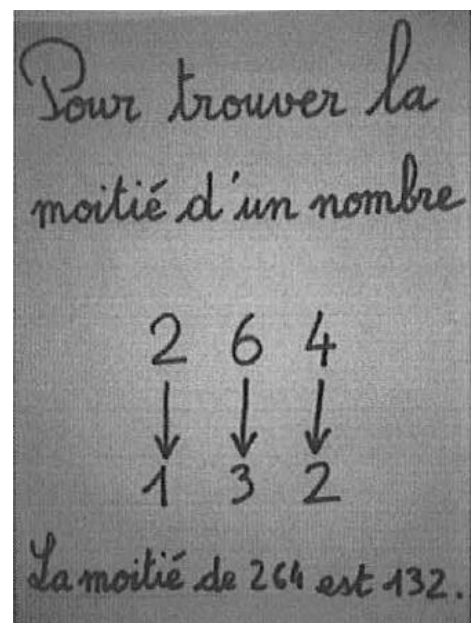 Pour trouver la
moitié d'un nombre
2 6 4
1 3 2
La moitié de 264 est 132.